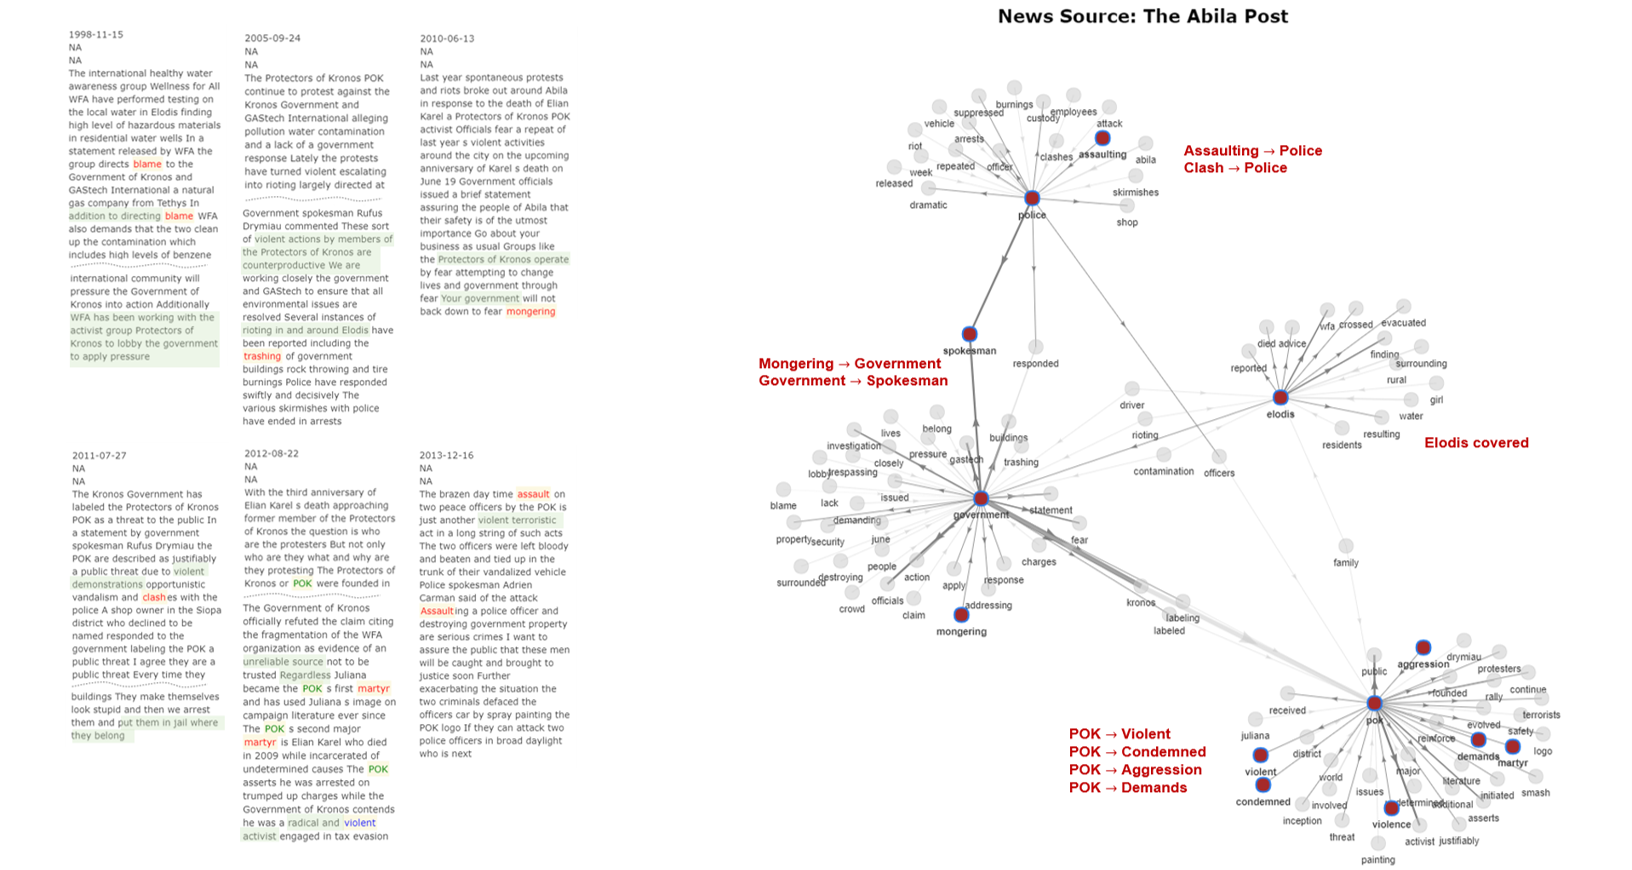 News Source: The Abila Post
1998-11-15
NA
NA
The international healthy water
awareness group Wellness for All
WFA have performed testing on
the local water in Elodis finding
high level of hazardous materials
in residential water wells In a
statement released by WFA the
group directs blame to the
Government of Kronos and
GAStech International a natural
gas company from Tethys In
addition to directing blame WFA
also demands that the two clean
up the contamination which
includes high levels of benzene
international community will
pressure the Government of
Kronos into action Additionally
WFA has been working with the
activist group Protectors of
Kronos to lobby the government
to apply pressure
2005-09-24
NA
NA
The Protectors of Kronos POK
continue to protest against the
Kronos Government and
GAStech International alleging
pollution water contamination
and a lack of a government
response Lately the protests
have turned violent escalating
into rioting largely directed at
Government spokesman Rufus
Drymiau commented These sort
of violent actions by members of
the Protectors of Kronos are
counterproductive We are
working closely the government
and GAStech to ensure that all
environmental issues are
resolved Several instances of
rioting in and around Elodis have
been reported including the
trashing of government
buildings rock throwing and tire
burnings Police have responded
swiftly and decisively The
various skirmishes with police
have ended in arrests
2010-06-13
NA
NA
Last year spontaneous protests
and riots broke out around Abila
in response to the death of Elian
Karel a Protectors of Kronos POK
activist Officials fear a repeat of
last year s violent activities
around the city on the upcoming
anniversary of Karel s death on
June 19 Government officials
issued a brief statement
assuring the people of Abila that
their safety is of the utmost
importance Go about your
business as usual Groups like
the Protectors of Kronos operate
by fear attempting to change
lives and government through
fear Your government will not
back down to fear mongering
2011-07-27
NA
NA
The Kronos Government has
labeled the Protectors of Kronos
POK as a threat to the public In
a statement by government
spokesman Rufus Drymiau the
POK are described as justifiably
a public threat due to violent
demonstrations opportunistic
vandalism and clashes with the
police A shop owner in the Siopa
district who declined to be
named responded to the
government labeling the POK a
public threat I agree they are a
public threat Every time they
buildings They make themselves
look stupid and then we arrest
them and put them in jail where
they belong
2012-08-22
NA
NA
With the third anniversary of
Elian Karel s death approaching
former member of the Protectors
of Kronos the question is who
are the protesters But not only
who are they what and why are
they protesting The Protectors of
Kronos or POK were founded in
The Government of Kronos
officially refuted the claim citing
the fragmentation of the WFA
organization as evidence of an
unreliable source not to be
trusted Regardless Juliana
became the POK s first martyr
and has used Juliana s image on
campaign literature ever since
The POK s second major
martyr is Elian Karel who died
in 2009 while incarcerated of
undetermined causes The POK
asserts he was arrested on
trumped up charges while the
Government of Kronos contends
he was a radical and violent
activist engaged in tax evasion
2013-12-16
NA
NA
The brazen day time assault on
two peace officers by the POK is
just another violent terroristic
act in a long string of such acts
The two officers were left bloody
and beaten and tied up in the
trunk of their vandalized vehicle
Police spokesman Adrien
Carman said of the attack
Assaulting a police officer and
destroying government property
are serious crimes I want to
assure the public that these men
will be caught and brought to
justice soon Further
exacerbating the situation the
two criminals defaced the
officers car by spray painting the
POK logo If they can attack two
police officers in broad daylight
who is next
burnings
suppressed
employees
custody
vehicle
attack
arrests
riot
assaulting
abila
clashes
officer
repeated
week
released
skirmishes
dramatic
shop
police
Assaulting → Police
Clash → Police
spokesman
responded
Mongering → Government
Government → Spokesman
wfa
crossed
evacuated
died
advice
finding
reported
surrounding
rural
girl
elodis
water
resulting
residents
Elodis covered
driver
rioting
contamination
officers
family
lives
belong
buildings
investigation
pressure
gastech
closely
trashing
lobby
trespassing
issued
blame
lack
statement
government
demanding
property
security
june
fear
charges
people
surrounded
destroying
action
apply
response
officials
crowd
claim
addressing
mongering
kronos
labeling
labeled
public
aggression
drymiau
protesters
founded
rally
continue
received
pok
terrorists
evolved
safety
juliana
reinforce
logo
district
demands
martyr
violent
world
major
literature
smash
condemned
issues
initiated
involved
additional
inception
violence
asserts
threat
activist
justifiably
painting
POK → Violent
POK → Condemned
POK → Aggression
POK → Demands